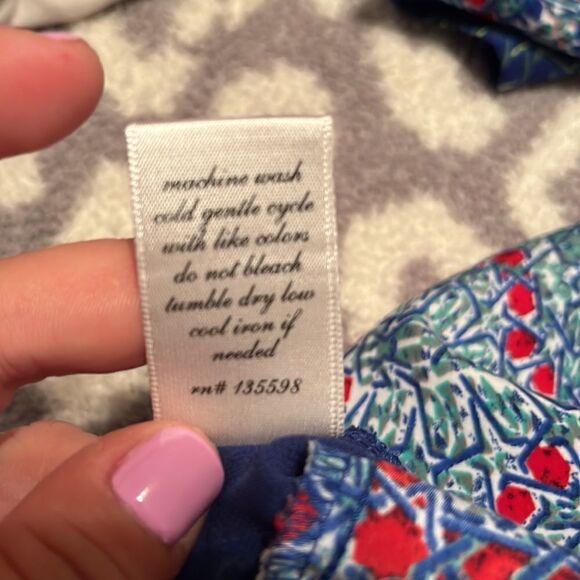 machine wash
cold gentle cycle
with like colors
do not bleach
tumble dry low
cool iron if
needed
rn# 135598